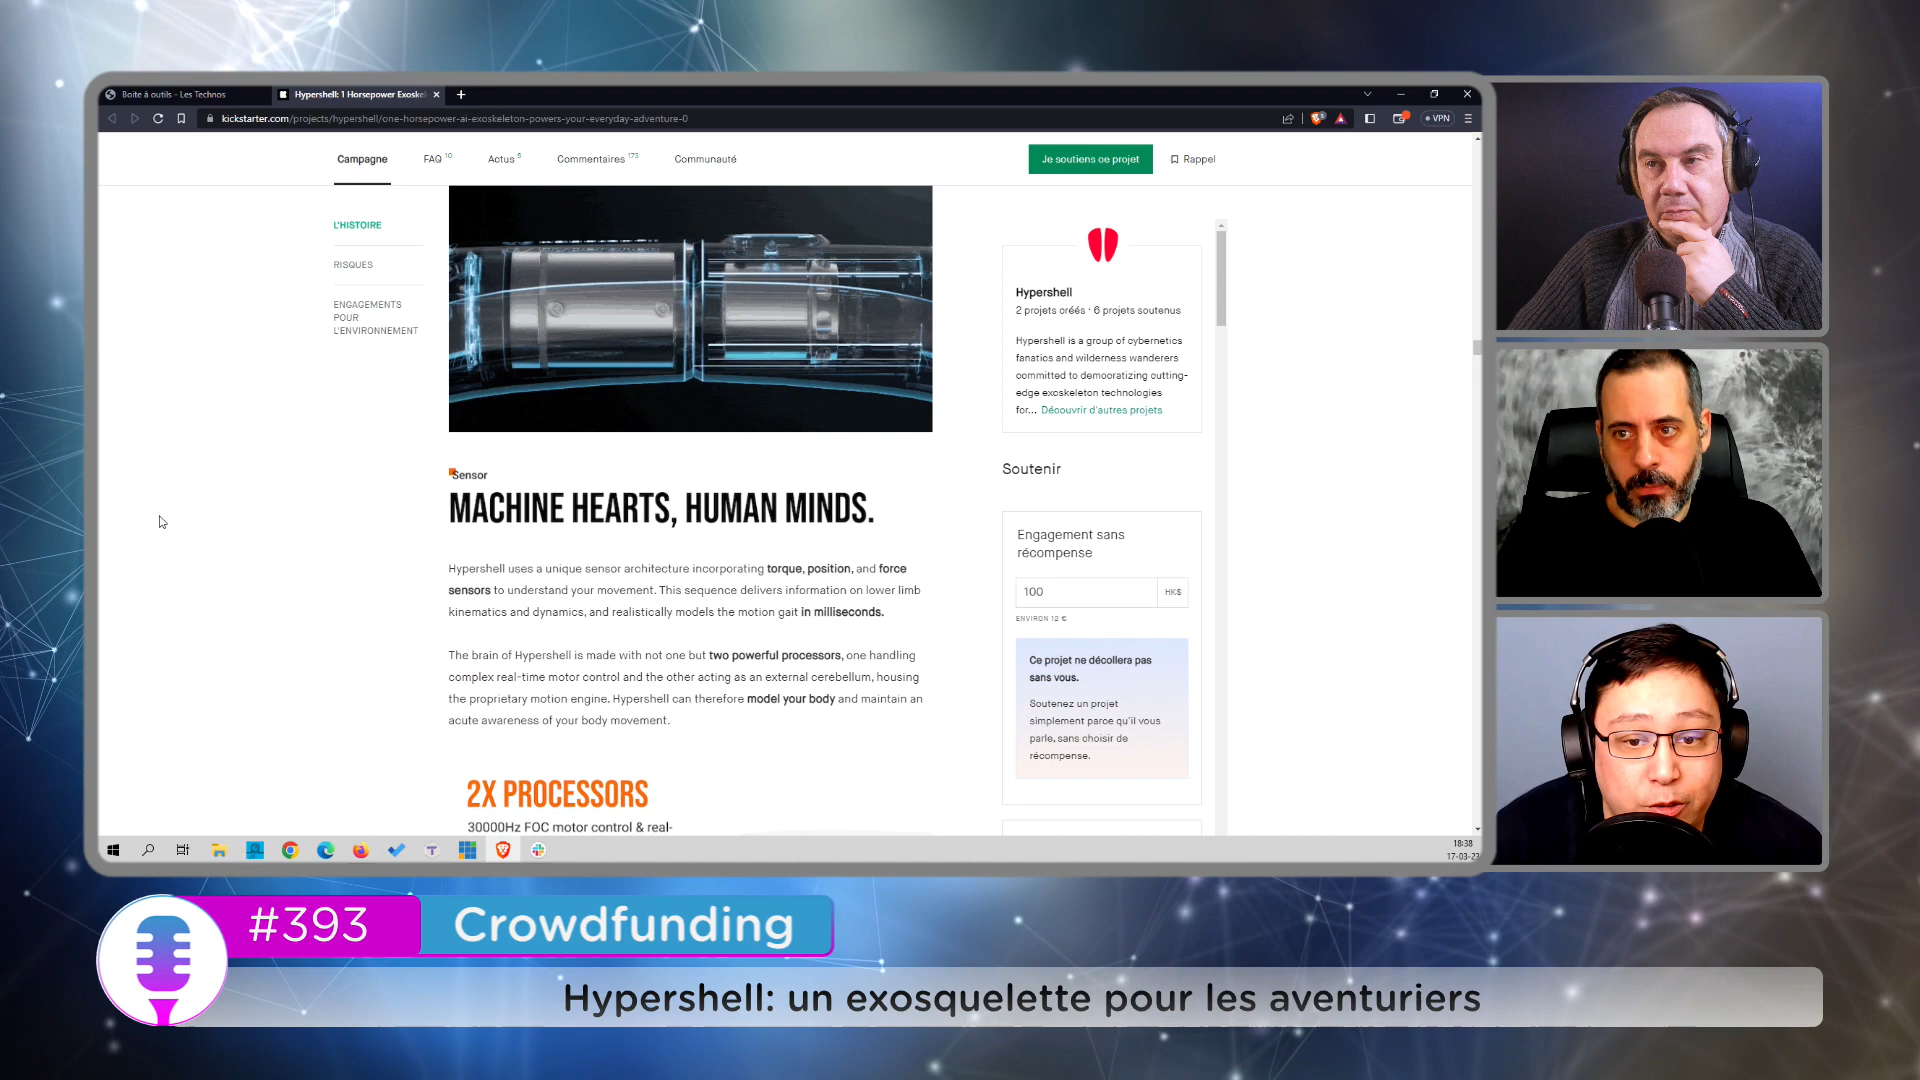 Boite à outils - Les Technos
Hypershell: 1 Horsepower Exoske
kickstarter.com/projects/hypershell/one-horsepower-ai-exoskeleton-powers-your-everyday-adventure-0
VPN
Campagne
FAQ 10
Actus 5
Commentaires 173
Communauté
Je soutiens ce projet
Rappel
L'HISTOIRE
RISQUES
ENGAGEMENTS
POUR
L'ENVIRONNEMENT
Sensor
MACHINE HEARTS, HUMAN MINDS.
Hypershell uses a unique sensor architecture incorporating torque, position, and force
sensors to understand your movement. This sequence delivers information on lower limb
kinematics and dynamics, and realistically models the motion gait in milliseconds.
The brain of Hypershell is made with not one but two powerful processors, one handling
complex real-time motor control and the other acting as an external cerebellum, housing
the proprietary motion engine. Hypershell can therefore model your body and maintain an
acute awareness of your body movement.
2X PROCESSORS
30000Hz FOC motor control & real-
Hypershell
2 projets créés · 6 projets soutenus
Hypershell is a group of cybernetics
fanatics and wilderness wanderers
committed to democratizing cutting-
edge exoskeleton technologies
for... Découvrir d'autres projets
Soutenir
Engagement sans
récompense
100
HK$
ENVIRON 12 €
Ce projet ne décollera pas
sans vous.
Soutenez un projet
simplement parce qu'il vous
parle, sans choisir de
récompense.
18:38
17-03-23
#393
Crowdfunding
Hypershell: un exosquelette pour les aventuriers